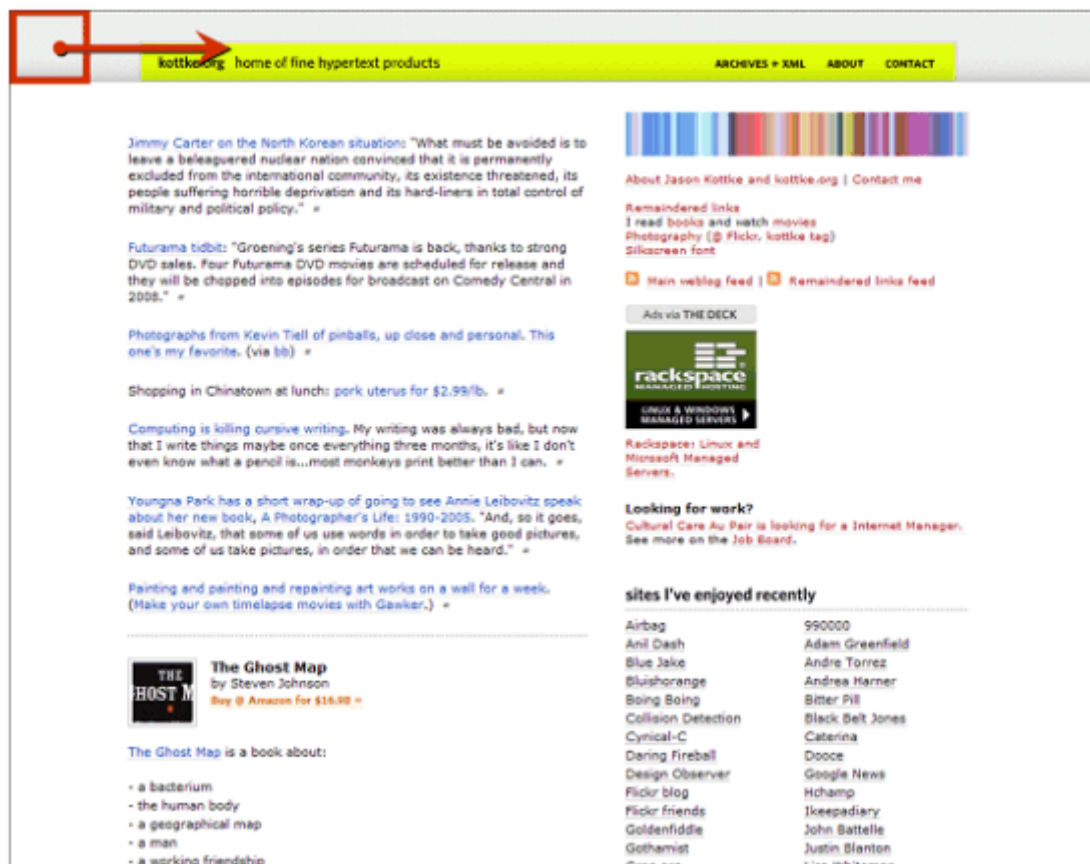 kottke.org home of fine hypertext products
ARCHIVES + XML ABOUT CONTACT
Jimmy Carter on the North Korean situation: "What must be avoided is to
leave a beleaguered nuclear nation convinced that it is permanently
excluded from the international community, its existence threatened, its
people suffering horrible deprivation and its hard-liners in total control of
military and political policy." #
Futurama tidbit: "Groening's series Futurama is back, thanks to strong
DVD sales. Four Futurama DVD movies are scheduled for release and
they will be chopped into episodes for broadcast on Comedy Central in
2008." #
Photographs from Kevin Tiell of pinballs, up close and personal. This
one's my favorite. (via bb) #
Shopping in Chinatown at lunch: pork uterus for $2.99/lb. #
Computing is killing cursive writing. My writing was always bad, but now
that I write things maybe once everything three months, it's like I don't
even know what a pencil is...most monkeys print better than I can. #
Youngna Park has a short wrap-up of going to see Annie Leibovitz speak
about her new book, A Photographer's Life: 1990-2005. "And, so it goes,
said Leibovitz, that some of us use words in order to take good pictures,
and some of us take pictures, in order that we can be heard." #
Painting and painting and repainting art works on a wall for a week.
(Make your own timelapse movies with Gawker.) #
THE
HOST M
The Ghost Map
by Steven Johnson
Buy @ Amazon for $16.98 »
The Ghost Map is a book about:
- a bacterium
- the human body
- a geographical map
- a man
- a working friendship
About Jason Kottke and kottke.org | Contact me
Remaindered links
I read books and watch movies
Photography (@ Flickr, kottke tag)
Silkscreen font
Main weblog feed | Remaindered links feed
Ads via THE DECK
rackspace
MANAGED HOSTING
LINUX & WINDOWS
MANAGED SERVERS
Rackspace: Linux and
Microsoft Managed
Servers.
Looking for work?
Cultural Care Au Pair is looking for a Internet Manager.
See more on the Job Board.
sites I've enjoyed recently
Airbag 990000
Anil Dash Adam Greenfield
Blue Jake Andre Torrez
Bluishorange Andrea Harner
Boing Boing Bitter Pill
Collision Detection Black Belt Jones
Cynical-C Caterina
Daring Fireball Dooce
Design Observer Google News
Flickr blog Hchamp
Flickr friends Ikeepadiary
Goldenfiddle John Battelle
Gothamist Justin Blanton